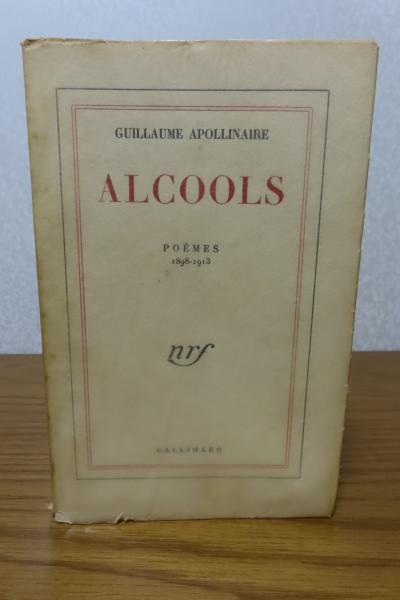 GUILLAUME APOLLINAIRE
ALCOOLS
POÈMES
1898-1913
nrf
GALLIMARD